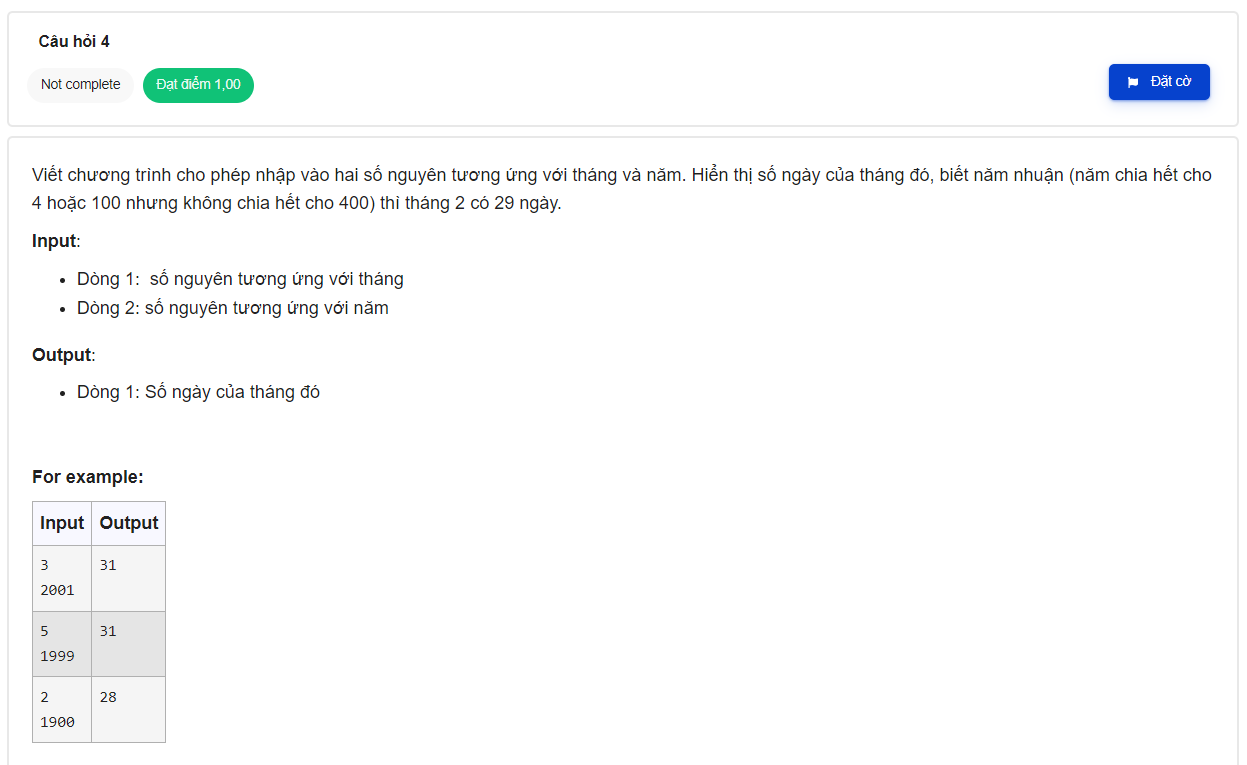 Câu hỏi 4
Not complete
Đạt điểm 1,00
Đặt cờ
Viết chương trình cho phép nhập vào hai số nguyên tương ứng với tháng và năm. Hiển thị số ngày của tháng đó, biết năm nhuận (năm chia hết cho
4 hoặc 100 nhưng không chia hết cho 400) thì tháng 2 có 29 ngày.
Input:
• Dòng 1: số nguyên tương ứng với tháng
• Dòng 2: số nguyên tương ứng với năm
Output:
• Dòng 1: Số ngày của tháng đó
For example:
Input Output
3 31
2001
5 31
1999
2 28
1900